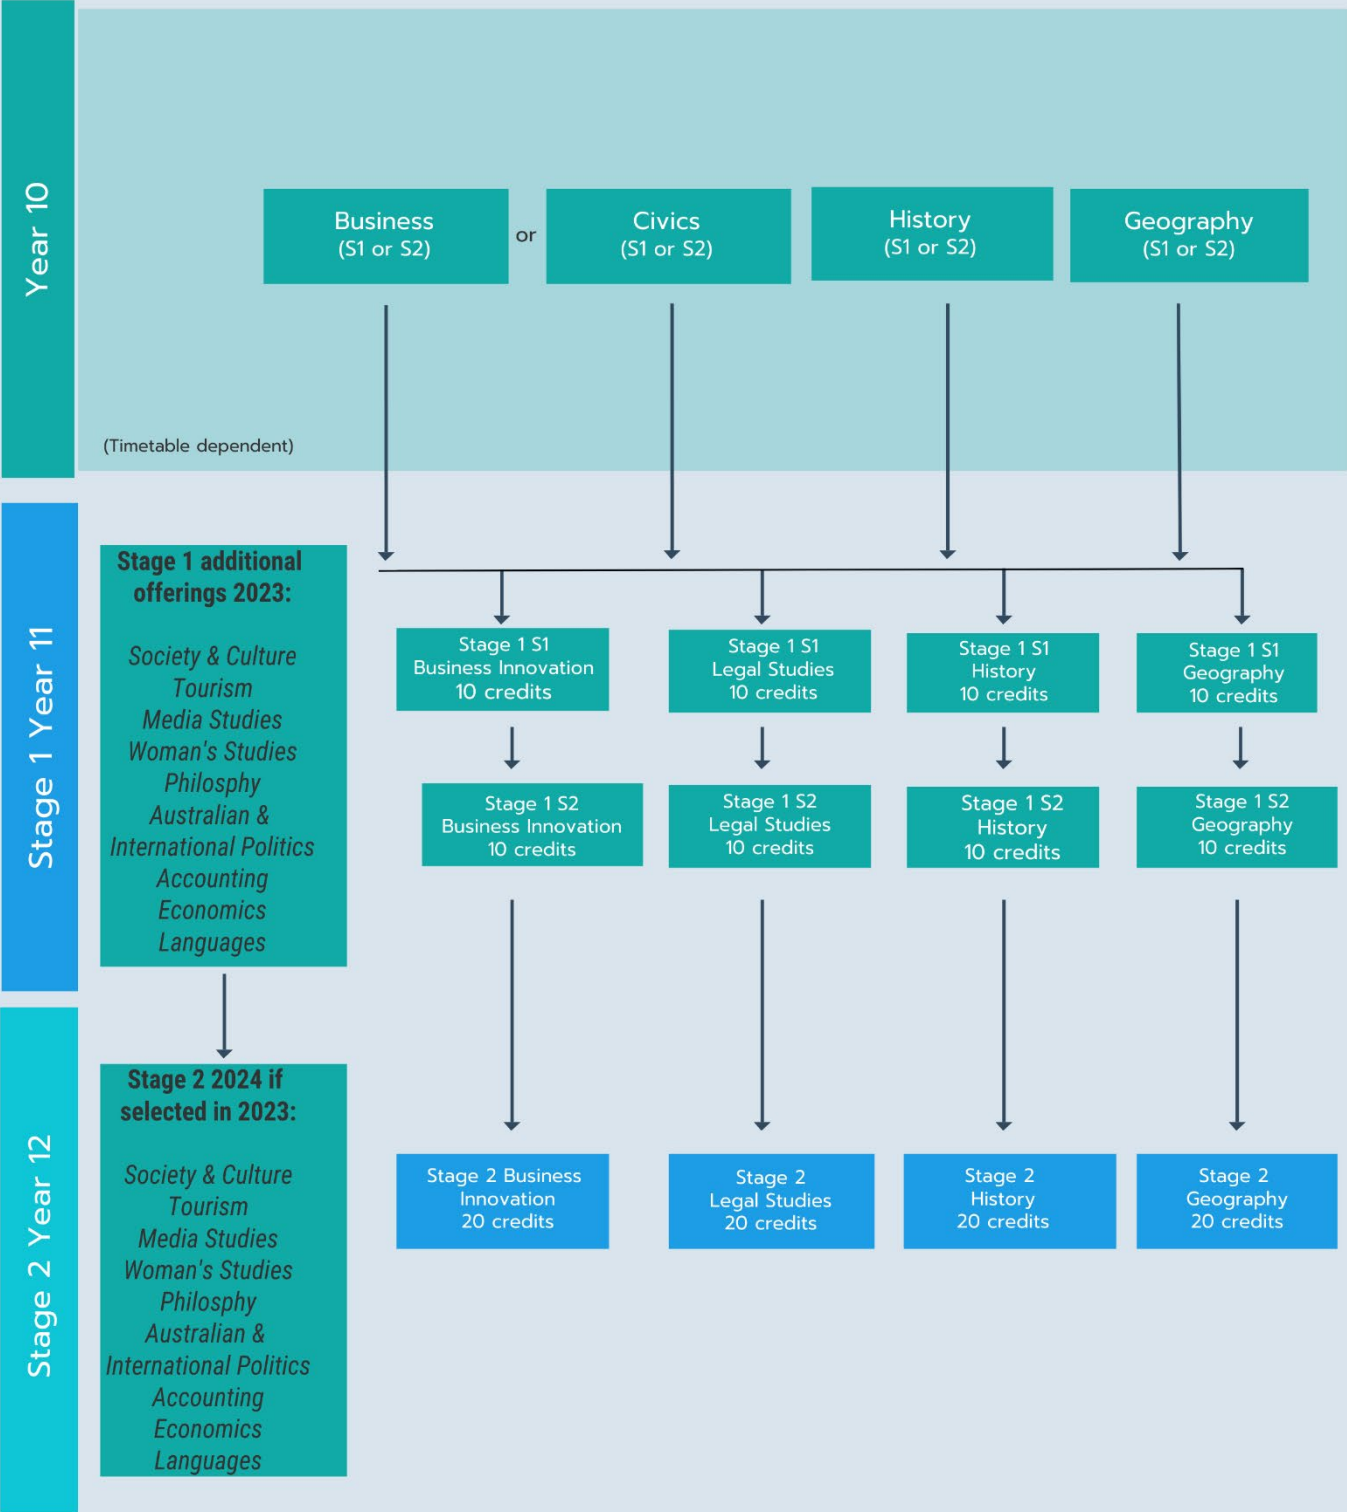 Year 10
Business
(S1 or S2)
or
Civics
(S1 or S2)
History
(S1 or S2)
Geography
(S1 or S2)
(Timetable dependent)
Stage 1 Year 11
Stage 1 additional
offerings 2023:
Society & Culture
Tourism
Media Studies
Woman's Studies
Philosphy
Australian &
International Politics
Accounting
Economics
Languages
Stage 1 S1
Business Innovation
10 credits
Stage 1 S1
Legal Studies
10 credits
Stage 1 S1
History
10 credits
Stage 1 S1
Geography
10 credits
Stage 1 S2
Business Innovation
10 credits
Stage 1 S2
Legal Studies
10 credits
Stage 1 S2
History
10 credits
Stage 1 S2
Geography
10 credits
Stage 2 Year 12
Stage 2 2024 if
selected in 2023:
Society & Culture
Tourism
Media Studies
Woman's Studies
Philosphy
Australian &
International Politics
Accounting
Economics
Languages
Stage 2 Business
Innovation
20 credits
Stage 2
Legal Studies
20 credits
Stage 2
History
20 credits
Stage 2
Geography
20 credits